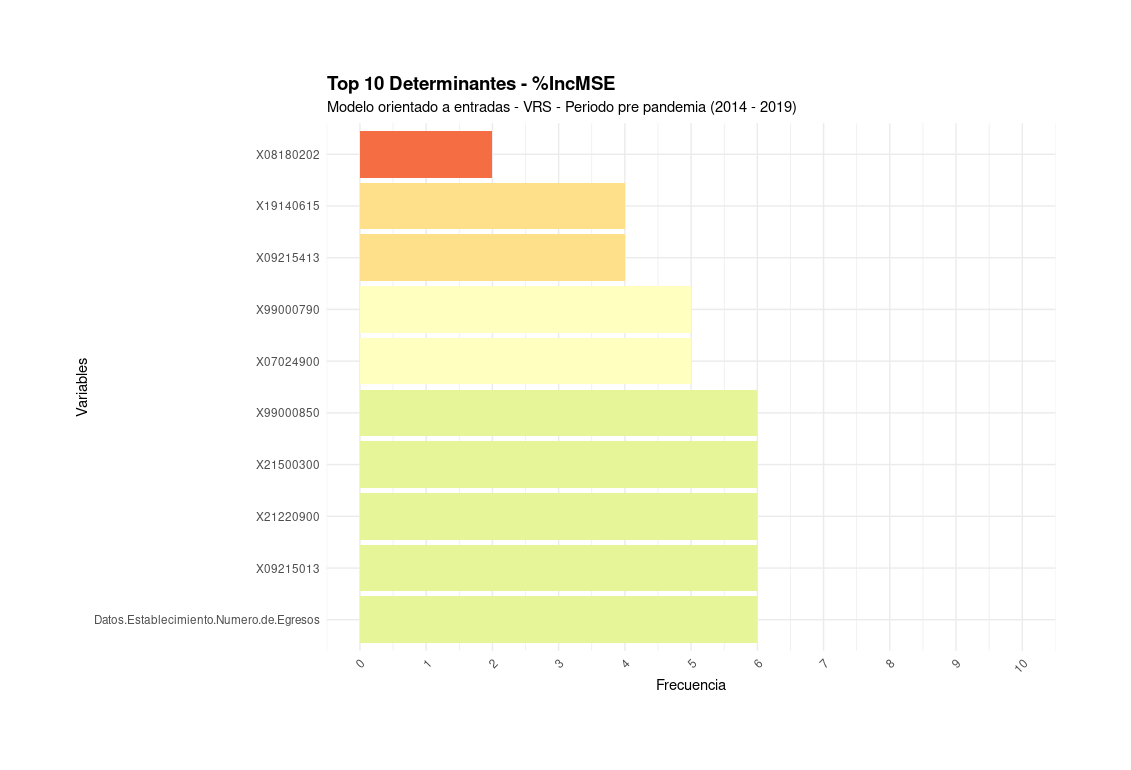 Top 10 Determinantes - %IncMSE
Modelo orientado a entradas - VRS - Periodo pre pandemia (2014 - 2019)
Variables
X08180202
X19140615
X09215413
X99000790
X07024900
X99000850
X21500300
X21220900
X09215013
Datos.Establecimiento.Numero.de.Egresos
0 1 2 3 4 5 6 7 8 9 10
Frecuencia